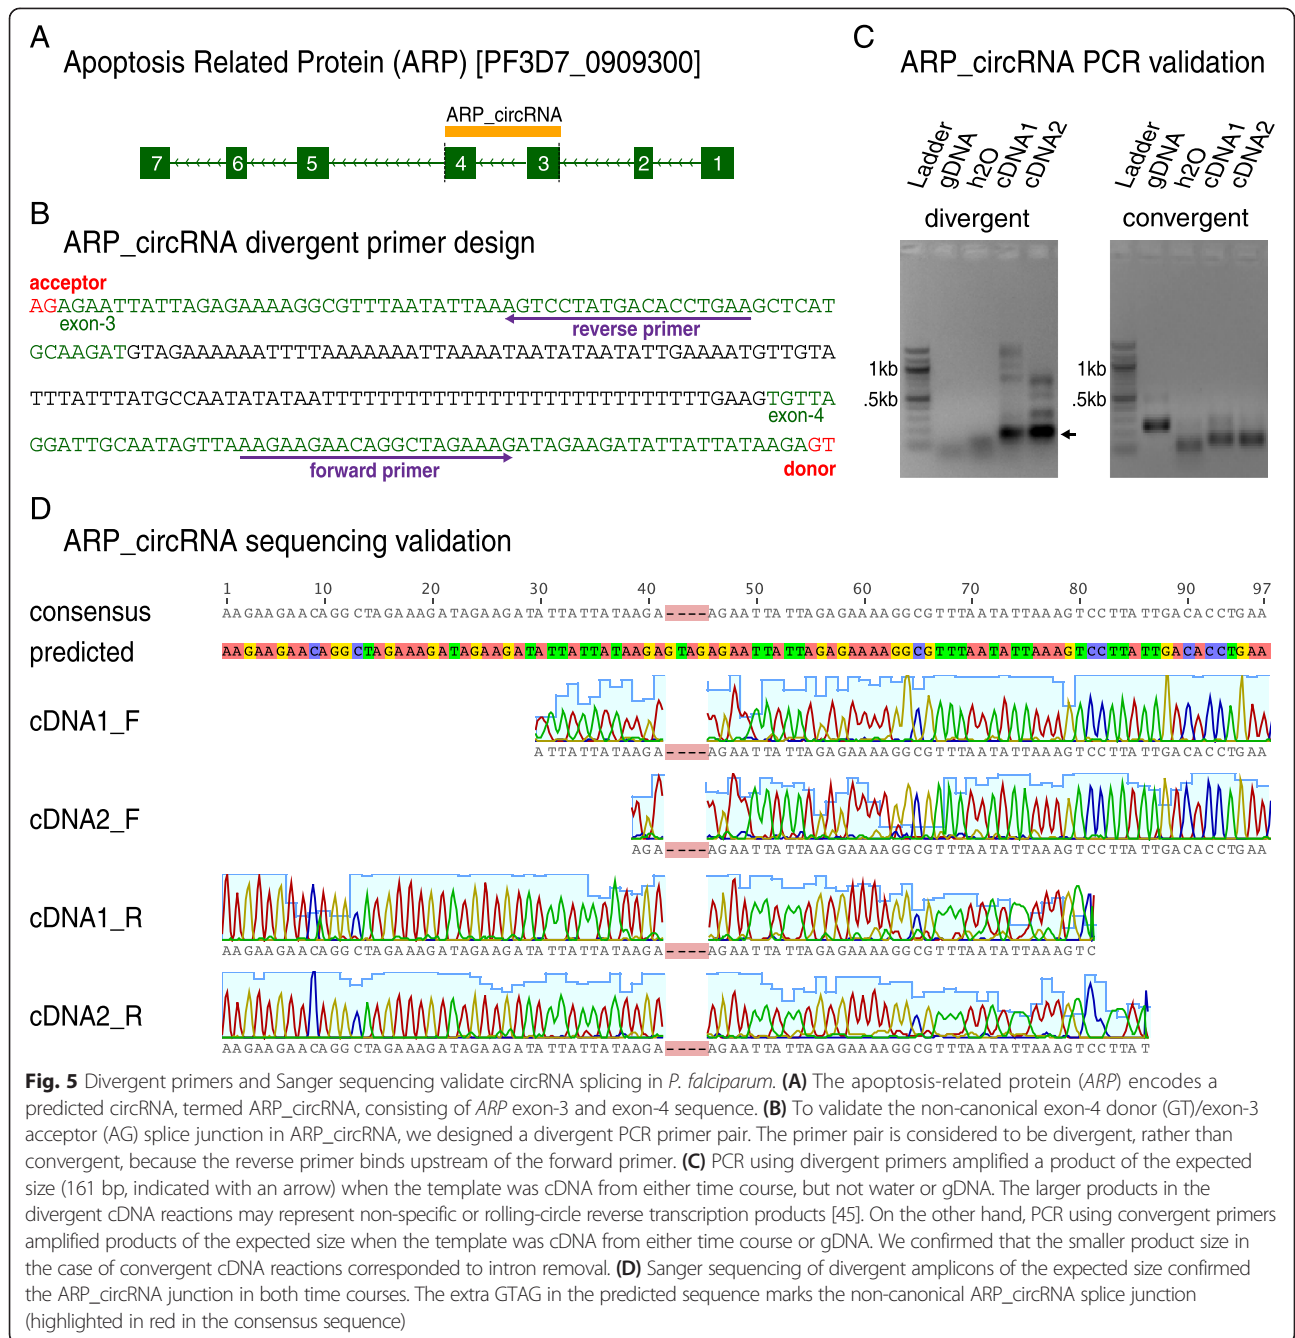 A
Apoptosis Related Protein (ARP) [PF3D7_0909300]
ARP_circRNA
7 6 5 4 3 2 1
B
ARP_circRNA divergent primer design
acceptor
AGAGAATTATTAGAGAAAAGGCGTTTAATATTAAAGTCCTATGACACCTGAAGCTCAT
exon-3
reverse primer
GCAAGATGTAGAAAAAATTTTAAAAAAATTAAAATAATATAATATTGAAAATGTTGTA
TTTATTTATGCCAATATATAATTTTTTTTTTTTTTTTTTTTTTTTTTTTTGAAGTGTTA
exon-4
GGATTGCAATAGTTAAAGAAGAACAGGCTAGAAAGATAGAAGATATTATTATAAGAGT
forward primer
donor
C
ARP_circRNA PCR validation
Ladder gDNA h2O cDNA1 cDNA2
Ladder gDNA h2O cDNA1 cDNA2
divergent
convergent
1kb
.5kb
1kb
.5kb
D
ARP_circRNA sequencing validation
1 10 20 30 40 50 60 70 80 90 97
consensus
AAGAAGAACAGGCTAGAAAGATAGAAGATATTATTATAAGA----AGAATTATTAGAGAAAAGGCGTTTAATATTAAAGTCCTTATTGACACCTGAA
predicted
AAGAAGAACAGGCTAGAAAGATAGAAGATATTATTATAAGAGTAGAGAATTATTAGAGAAAAGGCGTTTAATATTAAAGTCCTTATTGACACCTGAA
cDNA1_F
ATTATTATAAGA----AGAATTATTAGAGAAAAGGCGTTTAATATTAAAGTCCTTATTGACACCTGAA
cDNA2_F
AGA----AGAATTATTAGAGAAAAGGCGTTTAATATTAAAGTCCTTATTGACACCTGAA
cDNA1_R
AAGAAGAACAGGCTAGAAAGATAGAAGATATTATTATAAGA----AGAATTATTAGAGAAAAGGCGTTTAATATTAAAGTC
cDNA2_R
AAGAAGAACAGGCTAGAAAGATAGAAGATATTATTATAAGA----AGAATTATTAGAGAAAAGGCGTTTAATATTAAAGTCCTTAT
Fig. 5 Divergent primers and Sanger sequencing validate circRNA splicing in P. falciparum. (A) The apoptosis-related protein (ARP) encodes a
predicted circRNA, termed ARP_circRNA, consisting of ARP exon-3 and exon-4 sequence. (B) To validate the non-canonical exon-4 donor (GT)/exon-3
acceptor (AG) splice junction in ARP_circRNA, we designed a divergent PCR primer pair. The primer pair is considered to be divergent, rather than
convergent, because the reverse primer binds upstream of the forward primer. (C) PCR using divergent primers amplified a product of the expected
size (161 bp, indicated with an arrow) when the template was cDNA from either time course, but not water or gDNA. The larger products in the
divergent cDNA reactions may represent non-specific or rolling-circle reverse transcription products [45]. On the other hand, PCR using convergent primers
amplified products of the expected size when the template was cDNA from either time course or gDNA. We confirmed that the smaller product size in
the case of convergent cDNA reactions corresponded to intron removal. (D) Sanger sequencing of divergent amplicons of the expected size confirmed
the ARP_circRNA junction in both time courses. The extra GTAG in the predicted sequence marks the non-canonical ARP_circRNA splice junction
(highlighted in red in the consensus sequence)